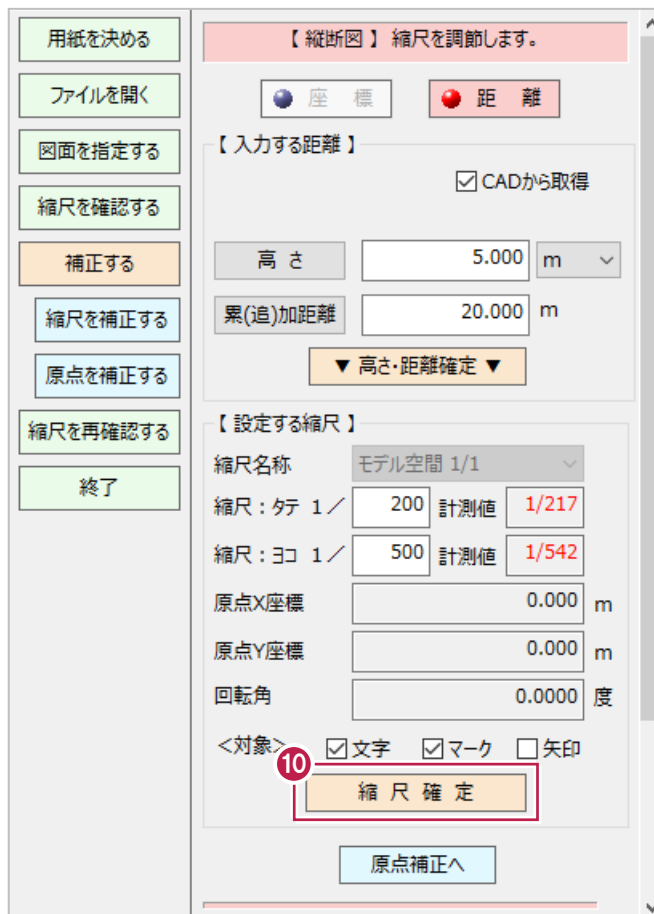 用紙を決める
ファイルを開く
図面を指定する
縮尺を確認する
補正する
縮尺を補正する
原点を補正する
縮尺を再確認する
終了
【 縦断図 】 縮尺を調節します。
座 標
距 離
【 入力する距離 】
CADから取得
高 さ 5.000 m
累(追)加距離 20.000 m
▼ 高さ・距離確定 ▼
【 設定する縮尺 】
縮尺名称 モデル空間 1/1
縮尺：タテ 1／ 200 計測値 1/217
縮尺：ヨコ 1／ 500 計測値 1/542
原点X座標 0.000 m
原点Y座標 0.000 m
回転角 0.0000 度
<対象> 文字 マーク 矢印
10
縮 尺 確 定
原点補正へ